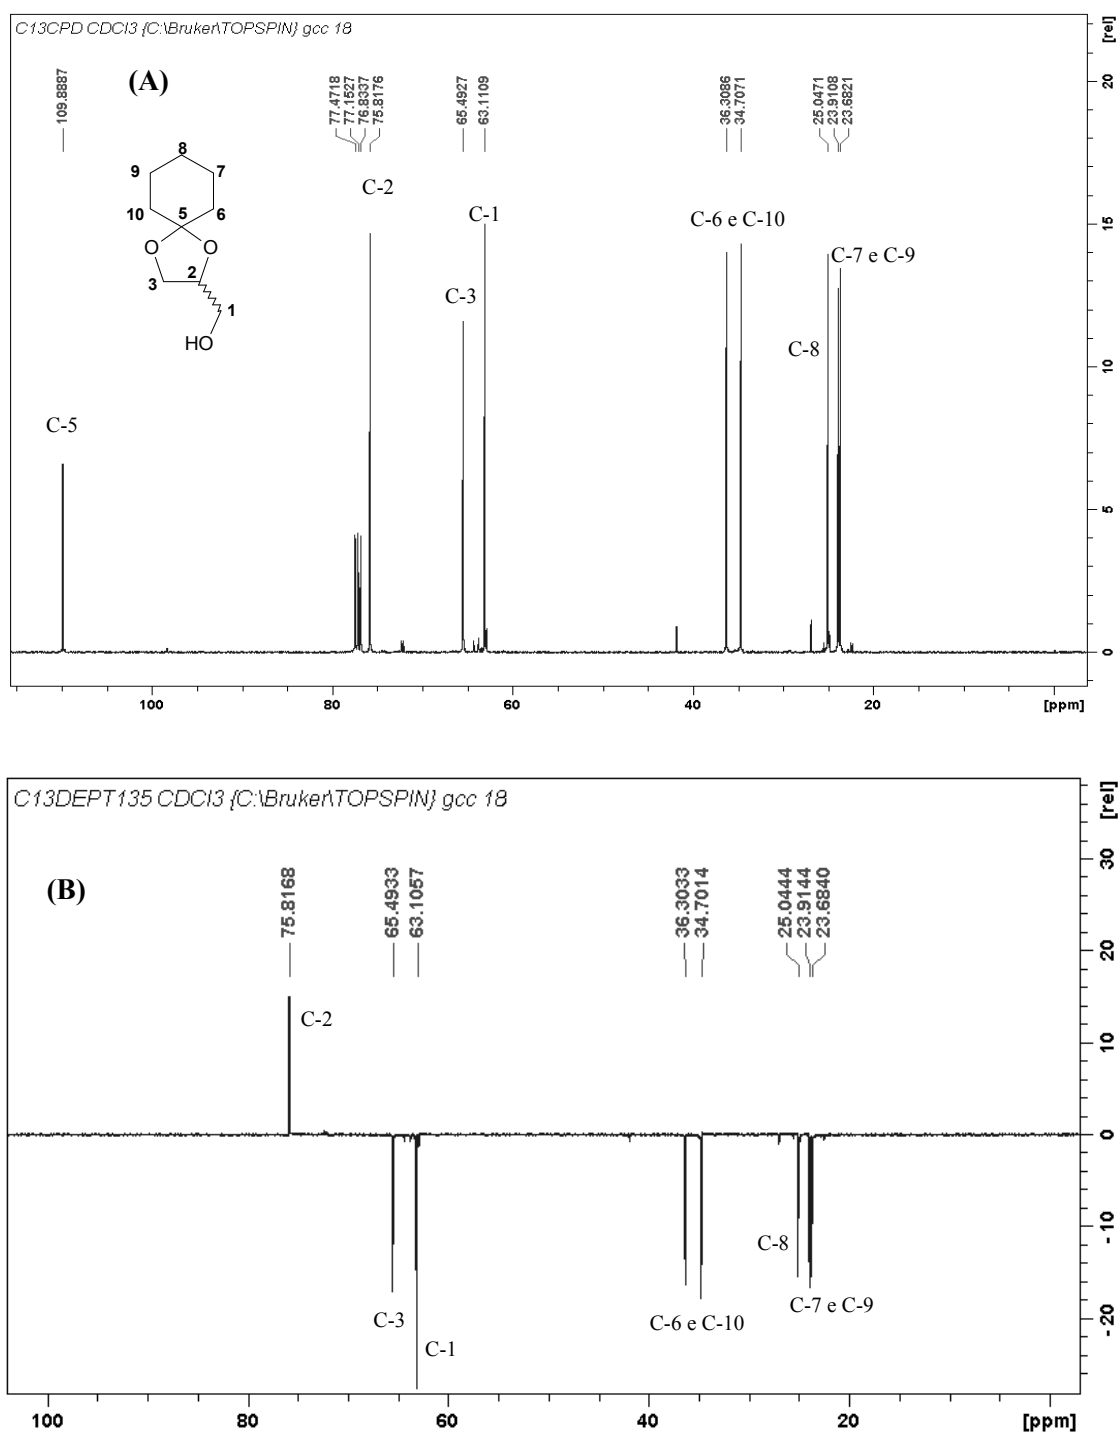 C13CPD CDCl3 {C:\Bruker\TOPSPIN} gcc 18
[rel]
(A)
109.8887
77.4718
77.1527
76.8337
75.8176
65.4927
63.1109
36.3086
34.7071
25.0471
23.9108
23.6821
20
15
10
5
0
8
9
7
10
5
6
O
O
2
3
1
HO
C-2
C-1
C-6 e C-10
C-7 e C-9
C-3
C-8
C-5
100
80
60
40
20
[ppm]
C13DEPT135 CDCl3 {C:\Bruker\TOPSPIN} gcc 18
[rel]
(B)
75.8168
65.4933
63.1057
36.3033
34.7014
25.0444
23.9144
23.6840
30
20
10
0
-10
-20
C-2
C-8
C-7 e C-9
C-3
C-6 e C-10
C-1
100
80
60
40
20
[ppm]